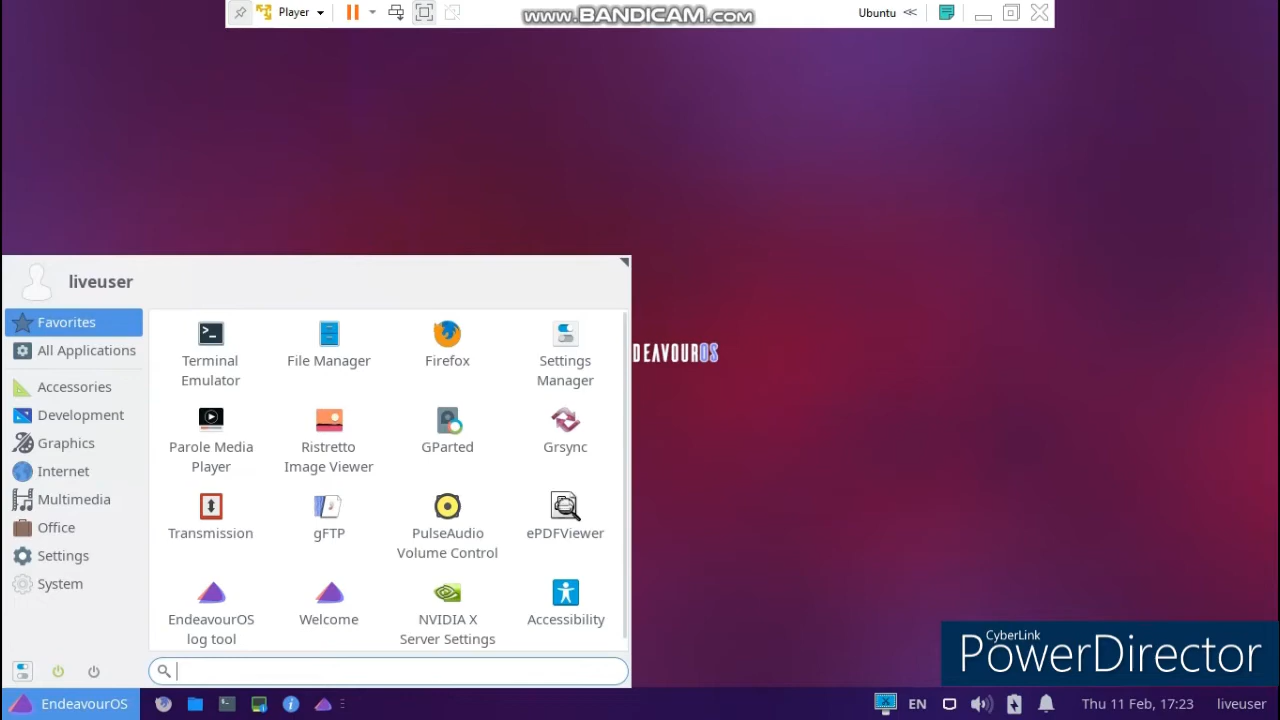 Player
www.BANDICAM.com
Ubuntu
liveuser
Favorites
All Applications
Accessories
Development
Graphics
Internet
Multimedia
Office
Settings
System
Terminal
Emulator
File Manager
Firefox
Settings
Manager
Parole Media
Player
Ristretto
Image Viewer
GParted
Grsync
Transmission
gFTP
PulseAudio
Volume Control
ePDFViewer
EndeavourOS
log tool
Welcome
NVIDIA X
Server Settings
Accessibility
DEAVOUROS
CyberLink
PowerDirector
EndeavourOS
EN
Thu 11 Feb, 17:23
liveuser